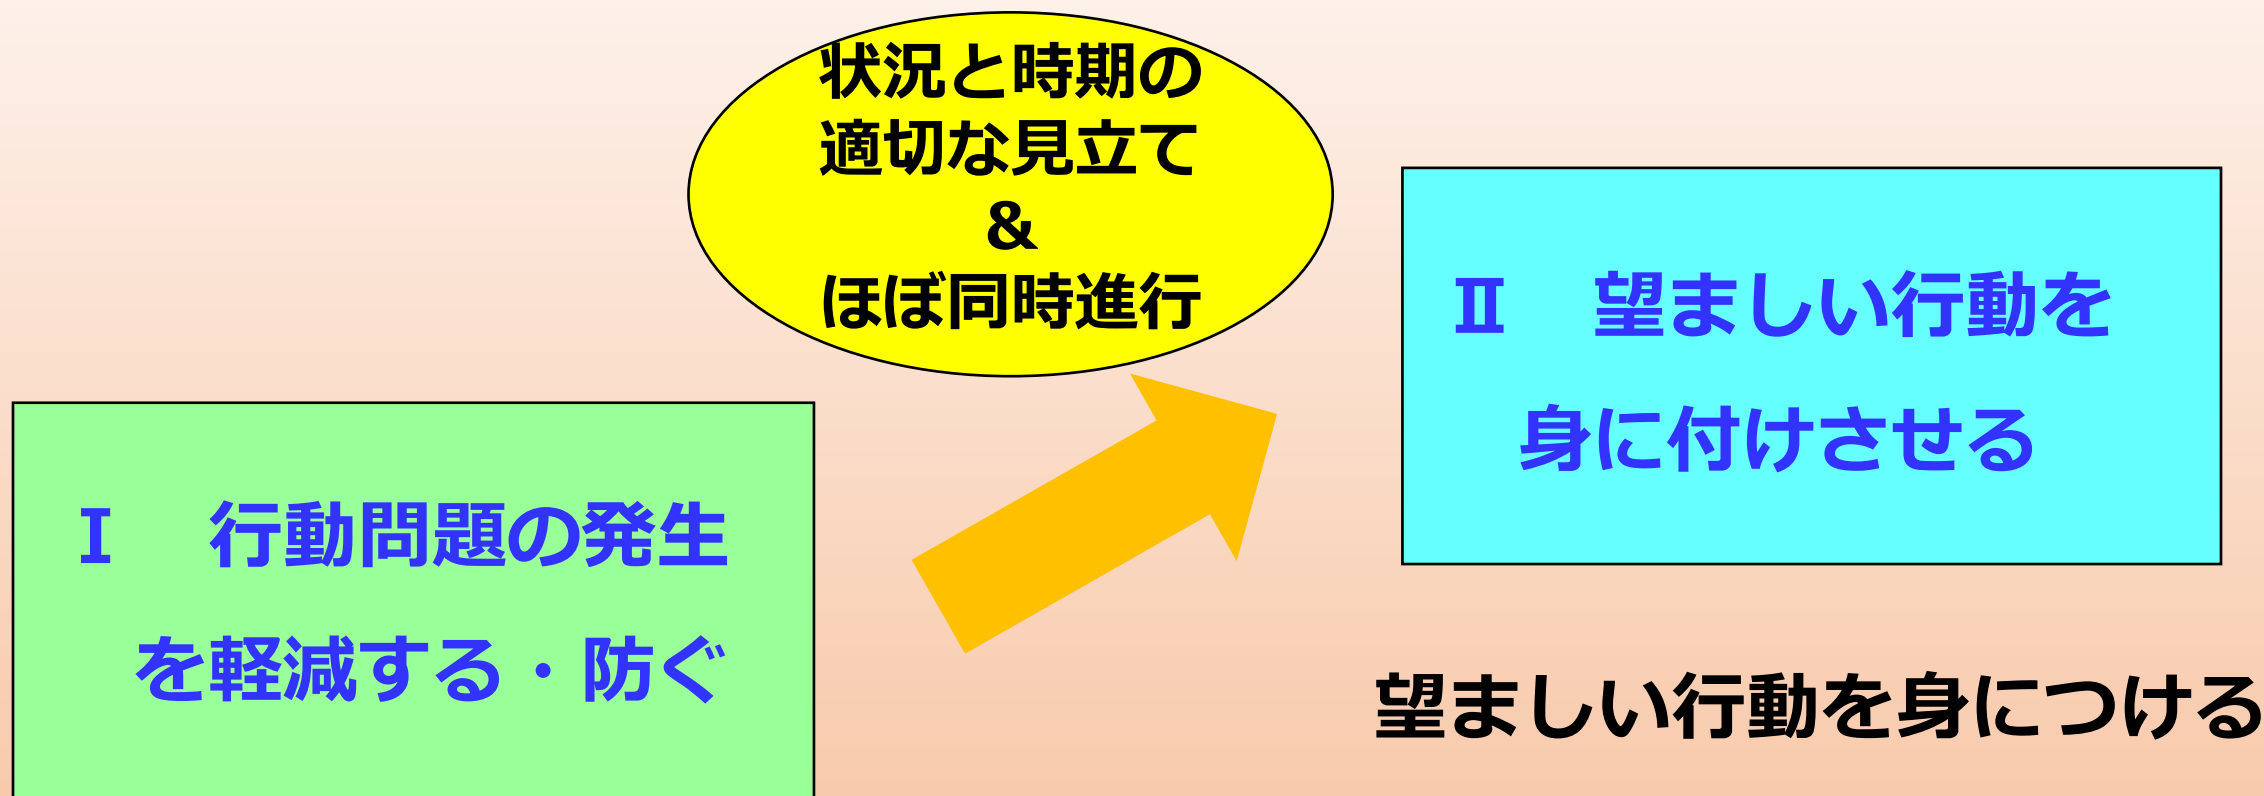 状況と時期の
適切な見立て
&
ほぼ同時進行
Ⅱ　望ましい行動を
身に付けさせる
Ⅰ　行動問題の発生
を軽減する・防ぐ
望ましい行動を身につける